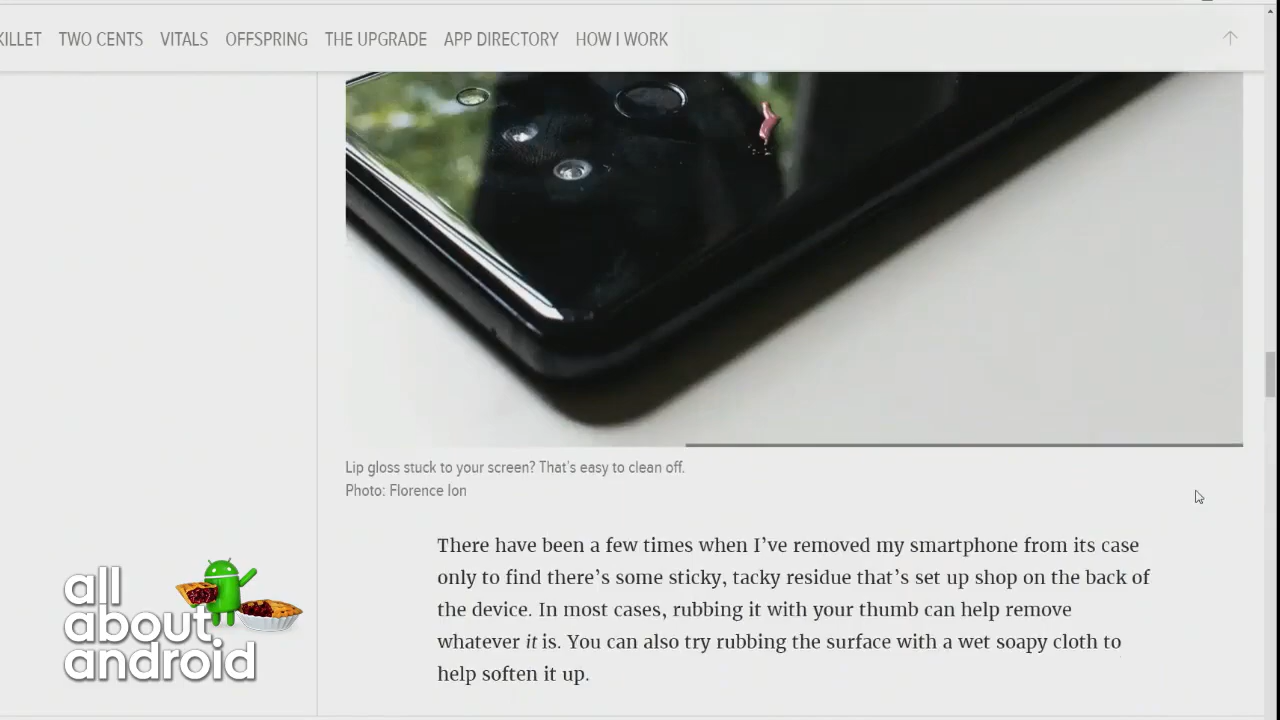 KILLET TWO CENTS VITALS OFFSPRING THE UPGRADE APP DIRECTORY HOW I WORK
Lip gloss stuck to your screen? That's easy to clean off.
Photo: Florence Ion
There have been a few times when I've removed my smartphone from its case
only to find there's some sticky, tacky residue that's set up shop on the back of
the device. In most cases, rubbing it with your thumb can help remove
whatever it is. You can also try rubbing the surface with a wet soapy cloth to
help soften it up.
all
about
android